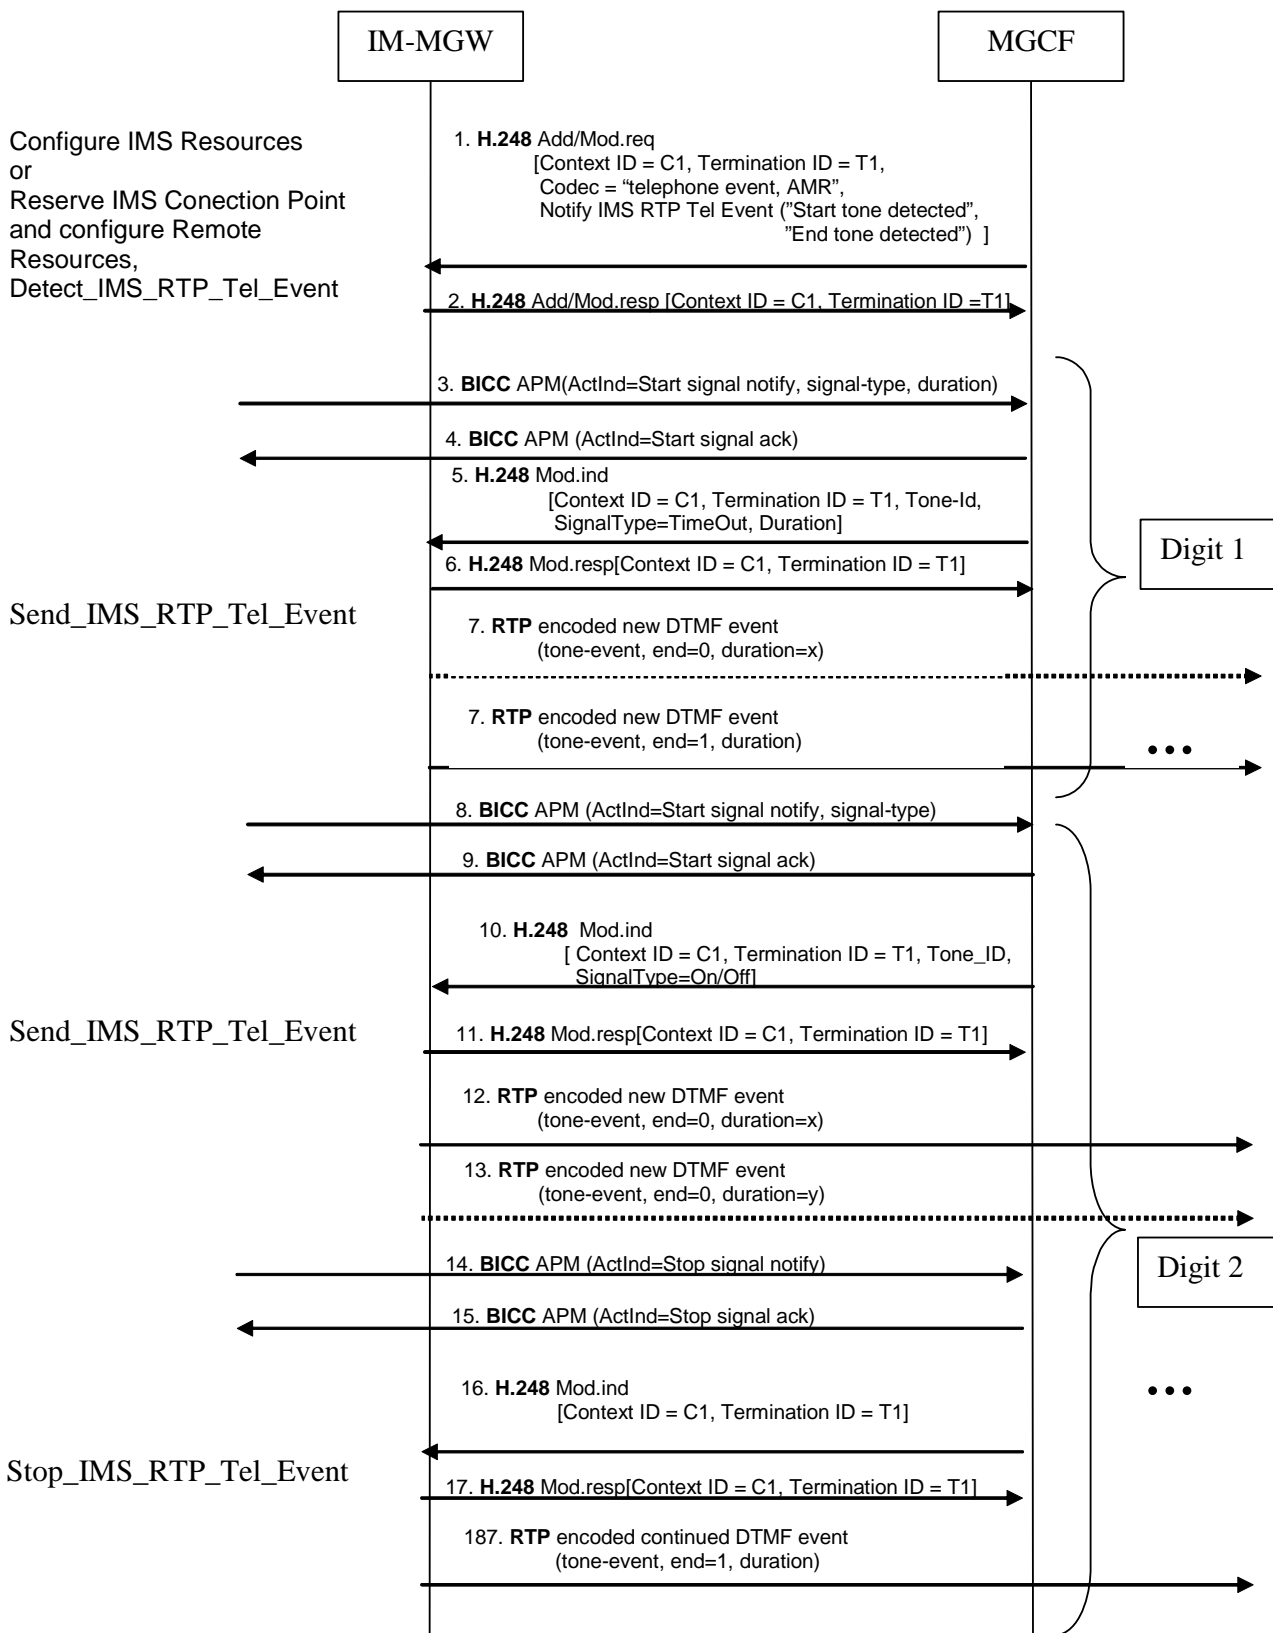 IM-MGW
MGCF
Configure IMS Resources
or
Reserve IMS Conection Point
and configure Remote
Resources,
Detect_IMS_RTP_Tel_Event
1. H.248 Add/Mod.req
[Context ID = C1, Termination ID = T1,
Codec = “telephone event, AMR”,
Notify IMS RTP Tel Event (”Start tone detected”,
”End tone detected”) ]
2. H.248 Add/Mod.resp [Context ID = C1, Termination ID =T1]
3. BICC APM(ActInd=Start signal notify, signal-type, duration)
4. BICC APM (ActInd=Start signal ack)
5. H.248 Mod.ind
[Context ID = C1, Termination ID = T1, Tone-Id,
SignalType=TimeOut, Duration]
Digit 1
6. H.248 Mod.resp[Context ID = C1, Termination ID = T1]
Send_IMS_RTP_Tel_Event
7. RTP encoded new DTMF event
(tone-event, end=0, duration=x)
7. RTP encoded new DTMF event
(tone-event, end=1, duration)
...
8. BICC APM (ActInd=Start signal notify, signal-type)
9. BICC APM (ActInd=Start signal ack)
10. H.248 Mod.ind
[ Context ID = C1, Termination ID = T1, Tone_ID,
SignalType=On/Off]
Send_IMS_RTP_Tel_Event
11. H.248 Mod.resp[Context ID = C1, Termination ID = T1]
12. RTP encoded new DTMF event
(tone-event, end=0, duration=x)
13. RTP encoded new DTMF event
(tone-event, end=0, duration=y)
14. BICC APM (ActInd=Stop signal notify)
Digit 2
15. BICC APM (ActInd=Stop signal ack)
16. H.248 Mod.ind
[Context ID = C1, Termination ID = T1]
...
Stop_IMS_RTP_Tel_Event
17. H.248 Mod.resp[Context ID = C1, Termination ID = T1]
187. RTP encoded continued DTMF event
(tone-event, end=1, duration)